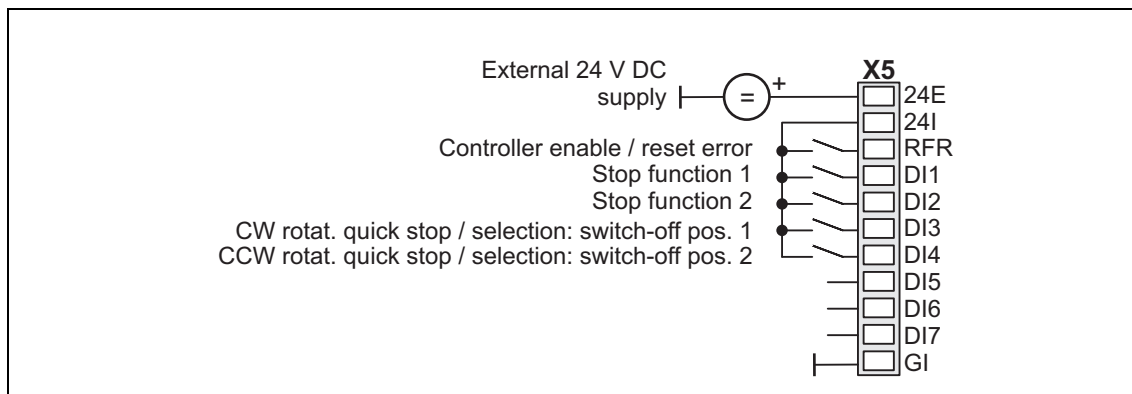 External 24 V DC
supply
=
+
X5
24E
24I
Controller enable / reset error
RFR
Stop function 1
DI1
Stop function 2
DI2
CW rotat. quick stop / selection: switch-off pos. 1
DI3
CCW rotat. quick stop / selection: switch-off pos. 2
DI4
DI5
DI6
DI7
GI